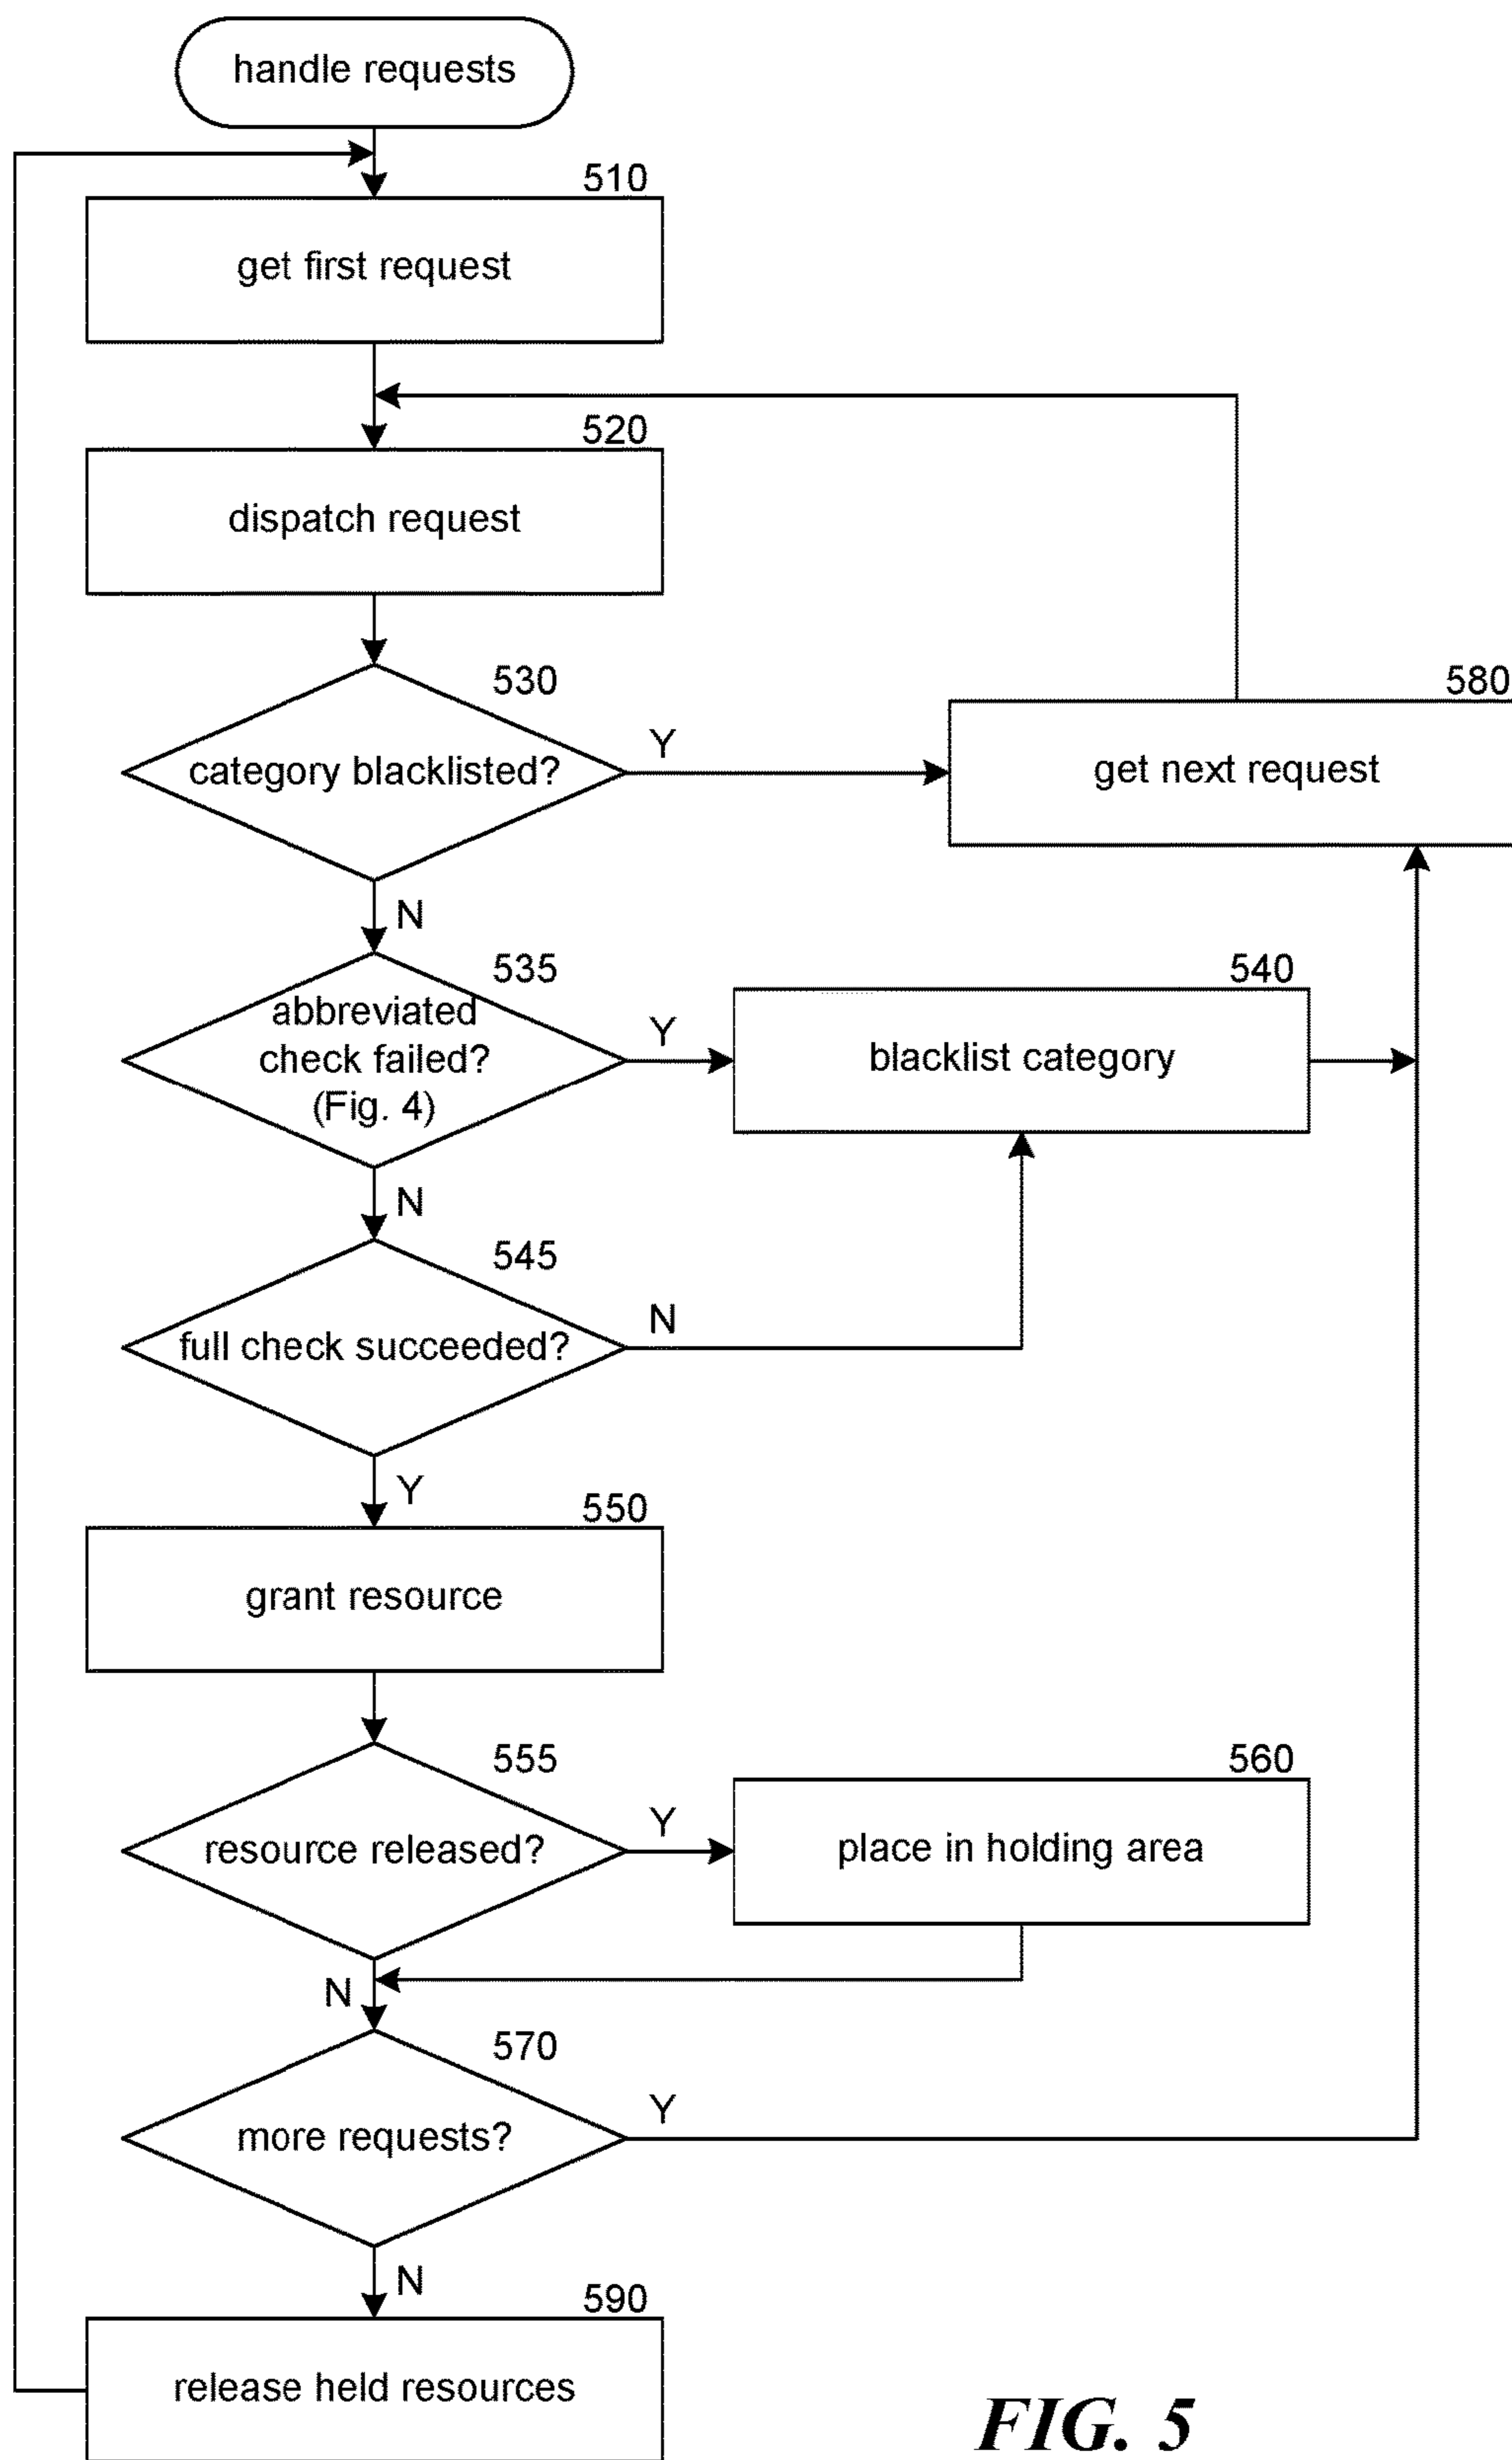 handle requests
510
get first request
520
dispatch request
530
category blacklisted?
Y
580
get next request
N
535
abbreviated
check failed?
(Fig. 4)
Y
540
blacklist category
N
545
full check succeeded?
N
Y
550
grant resource
555
resource released?
Y
560
place in holding area
N
570
more requests?
Y
N
590
release held resources
FIG. 5